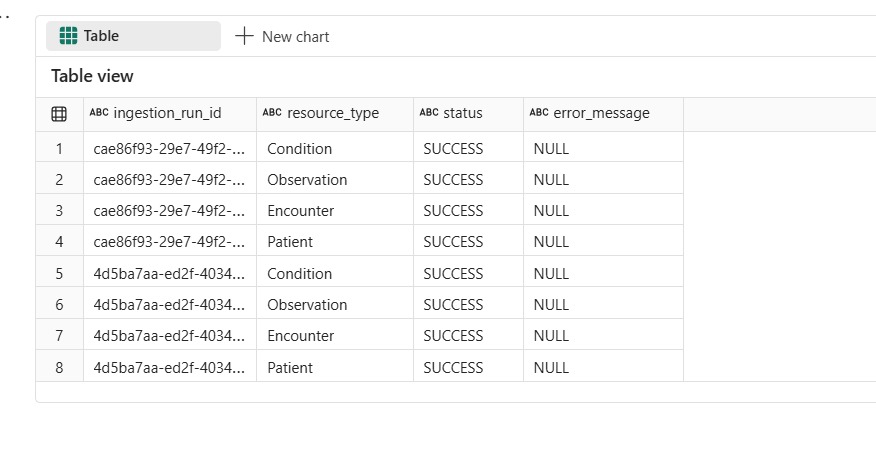 Table
New chart
Table view
ABC ingestion_run_id ABC resource_type ABC status ABC error_message
1 cae86f93-29e7-49f2-... Condition SUCCESS NULL
2 cae86f93-29e7-49f2-... Observation SUCCESS NULL
3 cae86f93-29e7-49f2-... Encounter SUCCESS NULL
4 cae86f93-29e7-49f2-... Patient SUCCESS NULL
5 4d5ba7aa-ed2f-4034... Condition SUCCESS NULL
6 4d5ba7aa-ed2f-4034... Observation SUCCESS NULL
7 4d5ba7aa-ed2f-4034... Encounter SUCCESS NULL
8 4d5ba7aa-ed2f-4034... Patient SUCCESS NULL